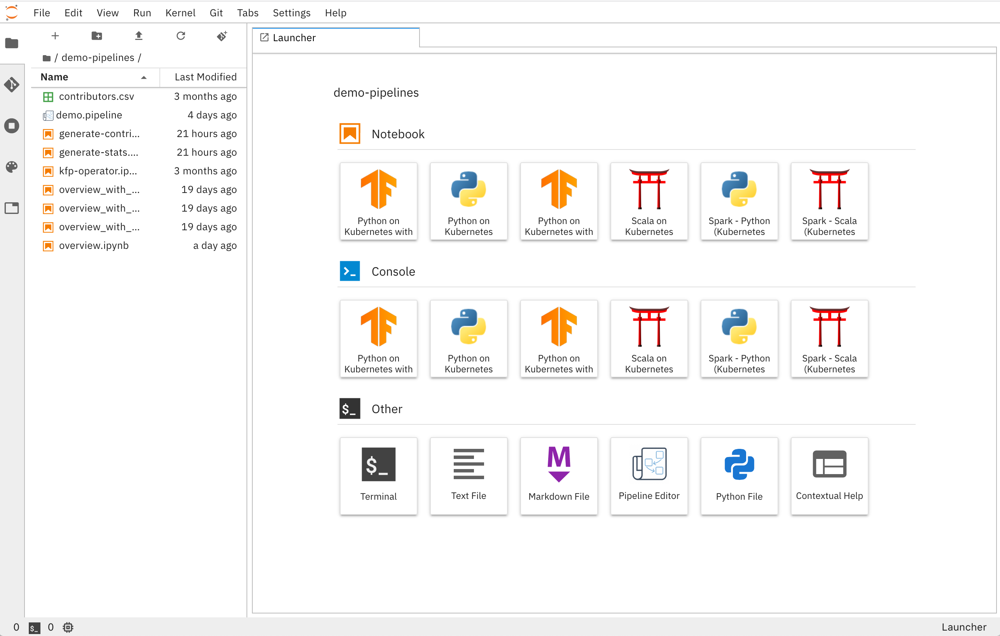 File Edit View Run Kernel Git Tabs Settings Help
Launcher
/ demo-pipelines /
Name Last Modified
contributors.csv 3 months ago
demo.pipeline 4 days ago
generate-contri... 21 hours ago
generate-stats.... 21 hours ago
kfp-operator.ip... 3 months ago
overview_with_... 19 days ago
overview_with_... 19 days ago
overview_with_... 19 days ago
overview.ipynb a day ago
demo-pipelines
Notebook
Python on
Kubernetes with
Python on
Kubernetes
Python on
Kubernetes with
Scala on
Kubernetes
Spark - Python
(Kubernetes
Spark - Scala
(Kubernetes
>_ Console
Python on
Kubernetes with
Python on
Kubernetes
Python on
Kubernetes with
Scala on
Kubernetes
Spark - Python
(Kubernetes
Spark - Scala
(Kubernetes
$_ Other
$_
Terminal
Text File
M
Markdown File
Pipeline Editor
Python File
Contextual Help
0 $_ 0 Launcher